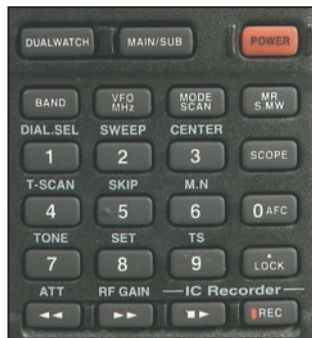 DUALWATCH MAIN/SUB POWER
BAND VFO MHz MODE SCAN MR S.MW
DIAL.SEL SWEEP CENTER
1 2 3 SCOPE
T-SCAN SKIP M.N
4 5 6 0 AFC
TONE SET TS
7 8 9 LOCK
ATT RF GAIN IC Recorder
◄◄ ►► ■► REC